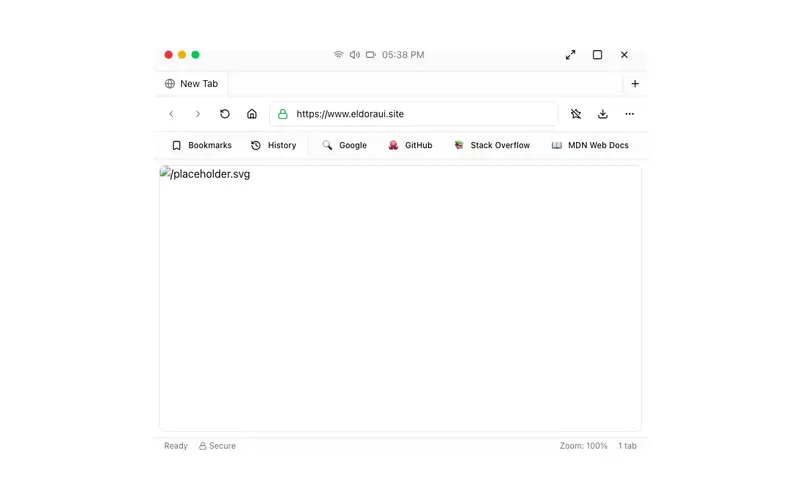 05:38 PM
New Tab
https://www.eldoraui.site
Bookmarks History Google GitHub Stack Overflow MDN Web Docs
/placeholder.svg
Ready Secure Zoom: 100% 1 tab